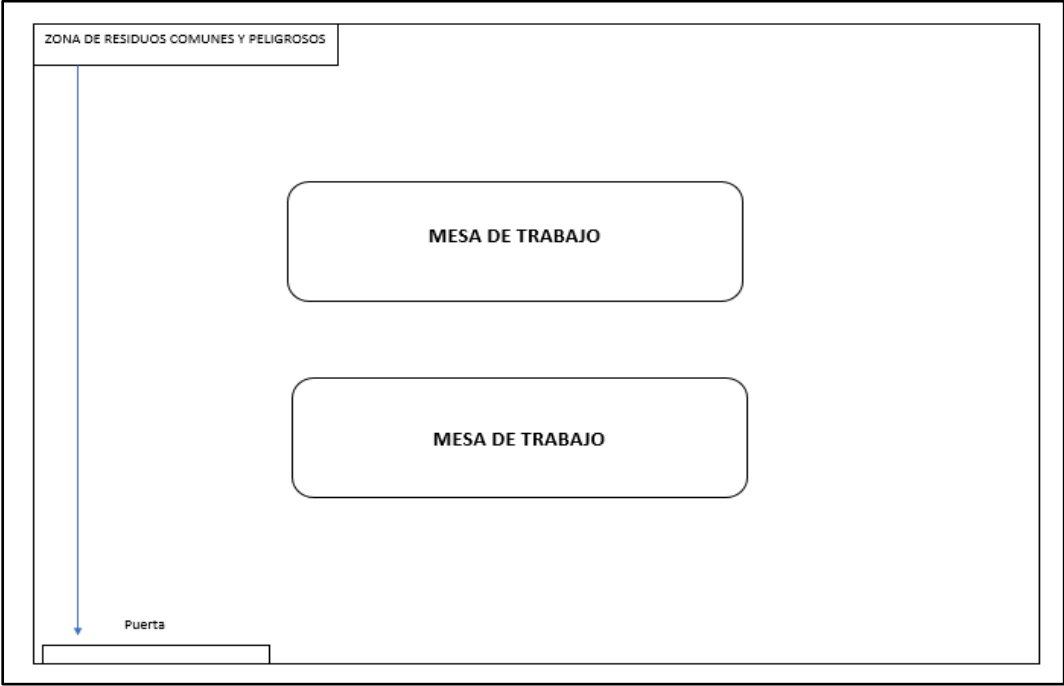 ZONA DE RESIDUOS COMUNES Y PELIGROSOS
MESA DE TRABAJO
MESA DE TRABAJO
Puerta